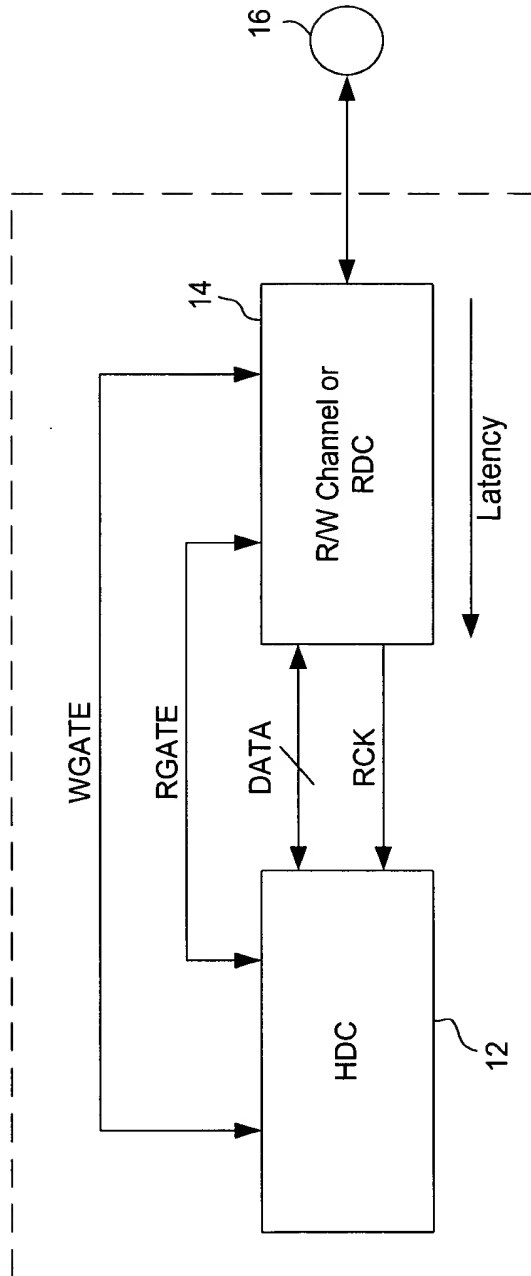 WGATE
RGATE
DATA
RCK
HDC
12
R/W Channel or
RDC
14
16
Latency